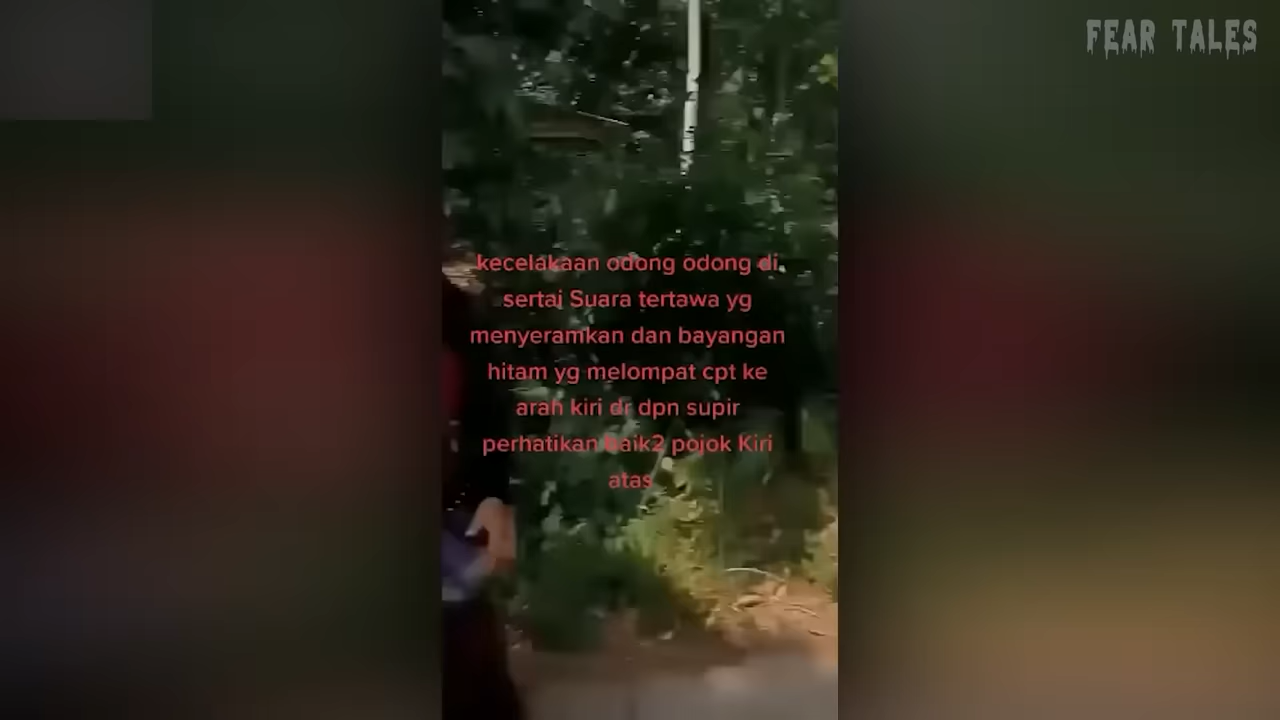 FEAR TALES
kecelakaan odong odong di
sertai Suara tertawa yg
menyeramkan dan bayangan
hitam yg melompat cpt ke
arah kiri dr dpn supir
perhatikan baik2 pojok Kiri
atas